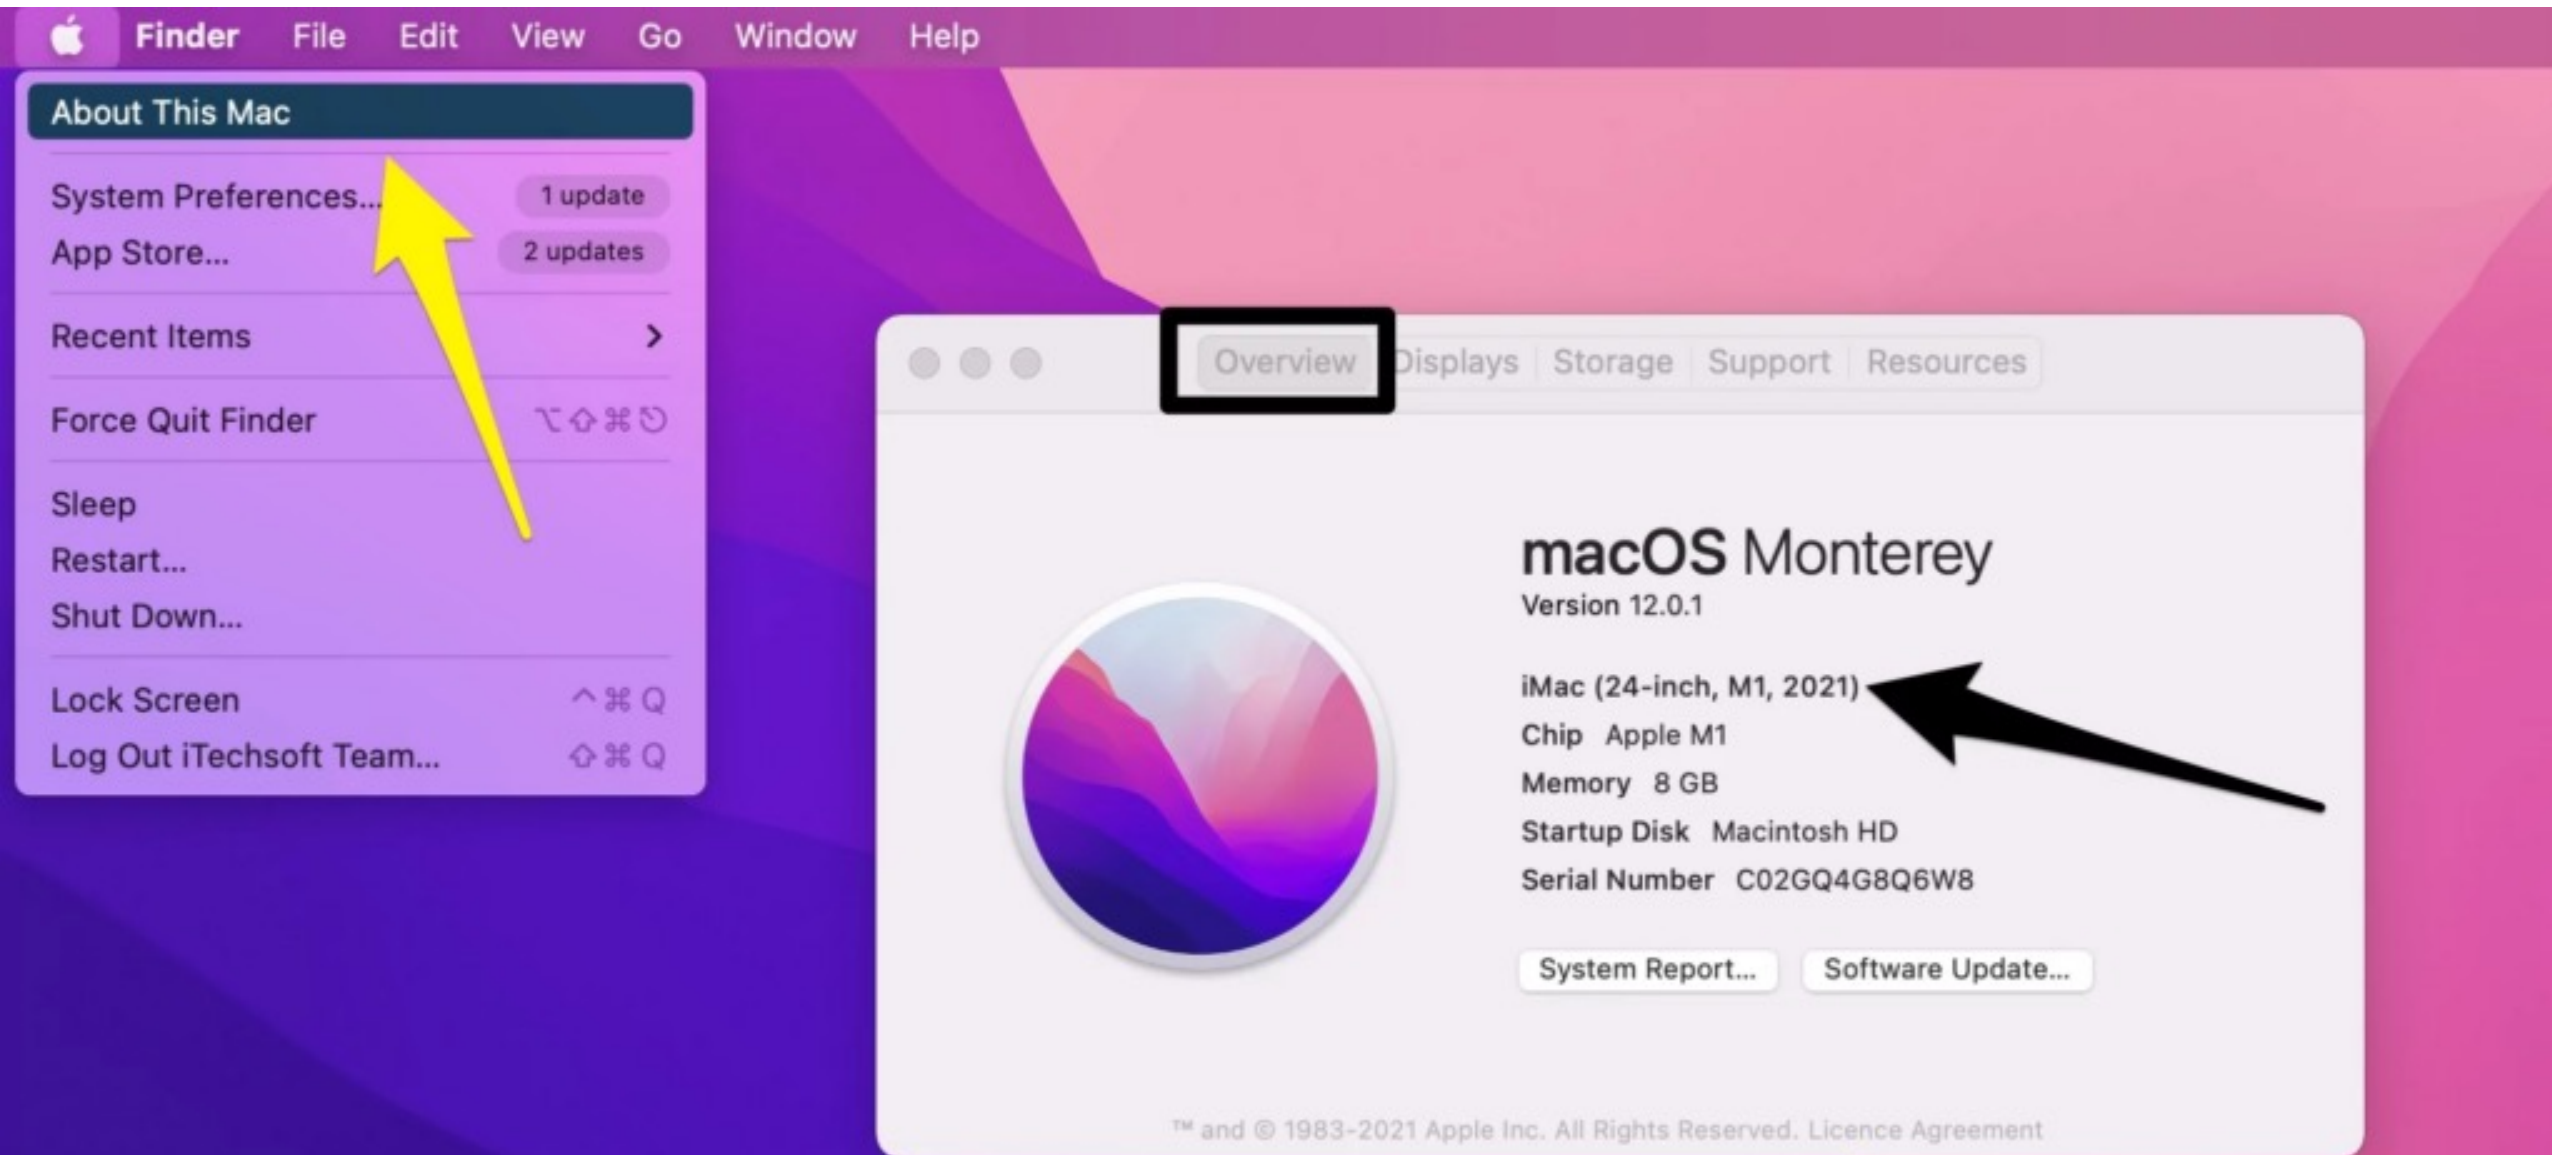 Finder File Edit View Go Window Help
About This Mac
System Preferences... 1 update
App Store... 2 updates
Recent Items
Force Quit Finder ⌥⇧⌘⎋
Sleep
Restart...
Shut Down...
Lock Screen ^⌘Q
Log Out iTechsoft Team... ⇧⌘Q
Overview Displays Storage Support Resources
macOS Monterey
Version 12.0.1
iMac (24-inch, M1, 2021)
Chip Apple M1
Memory 8 GB
Startup Disk Macintosh HD
Serial Number C02GQ4G8Q6W8
System Report... Software Update...
™ and © 1983-2021 Apple Inc. All Rights Reserved. Licence Agreement